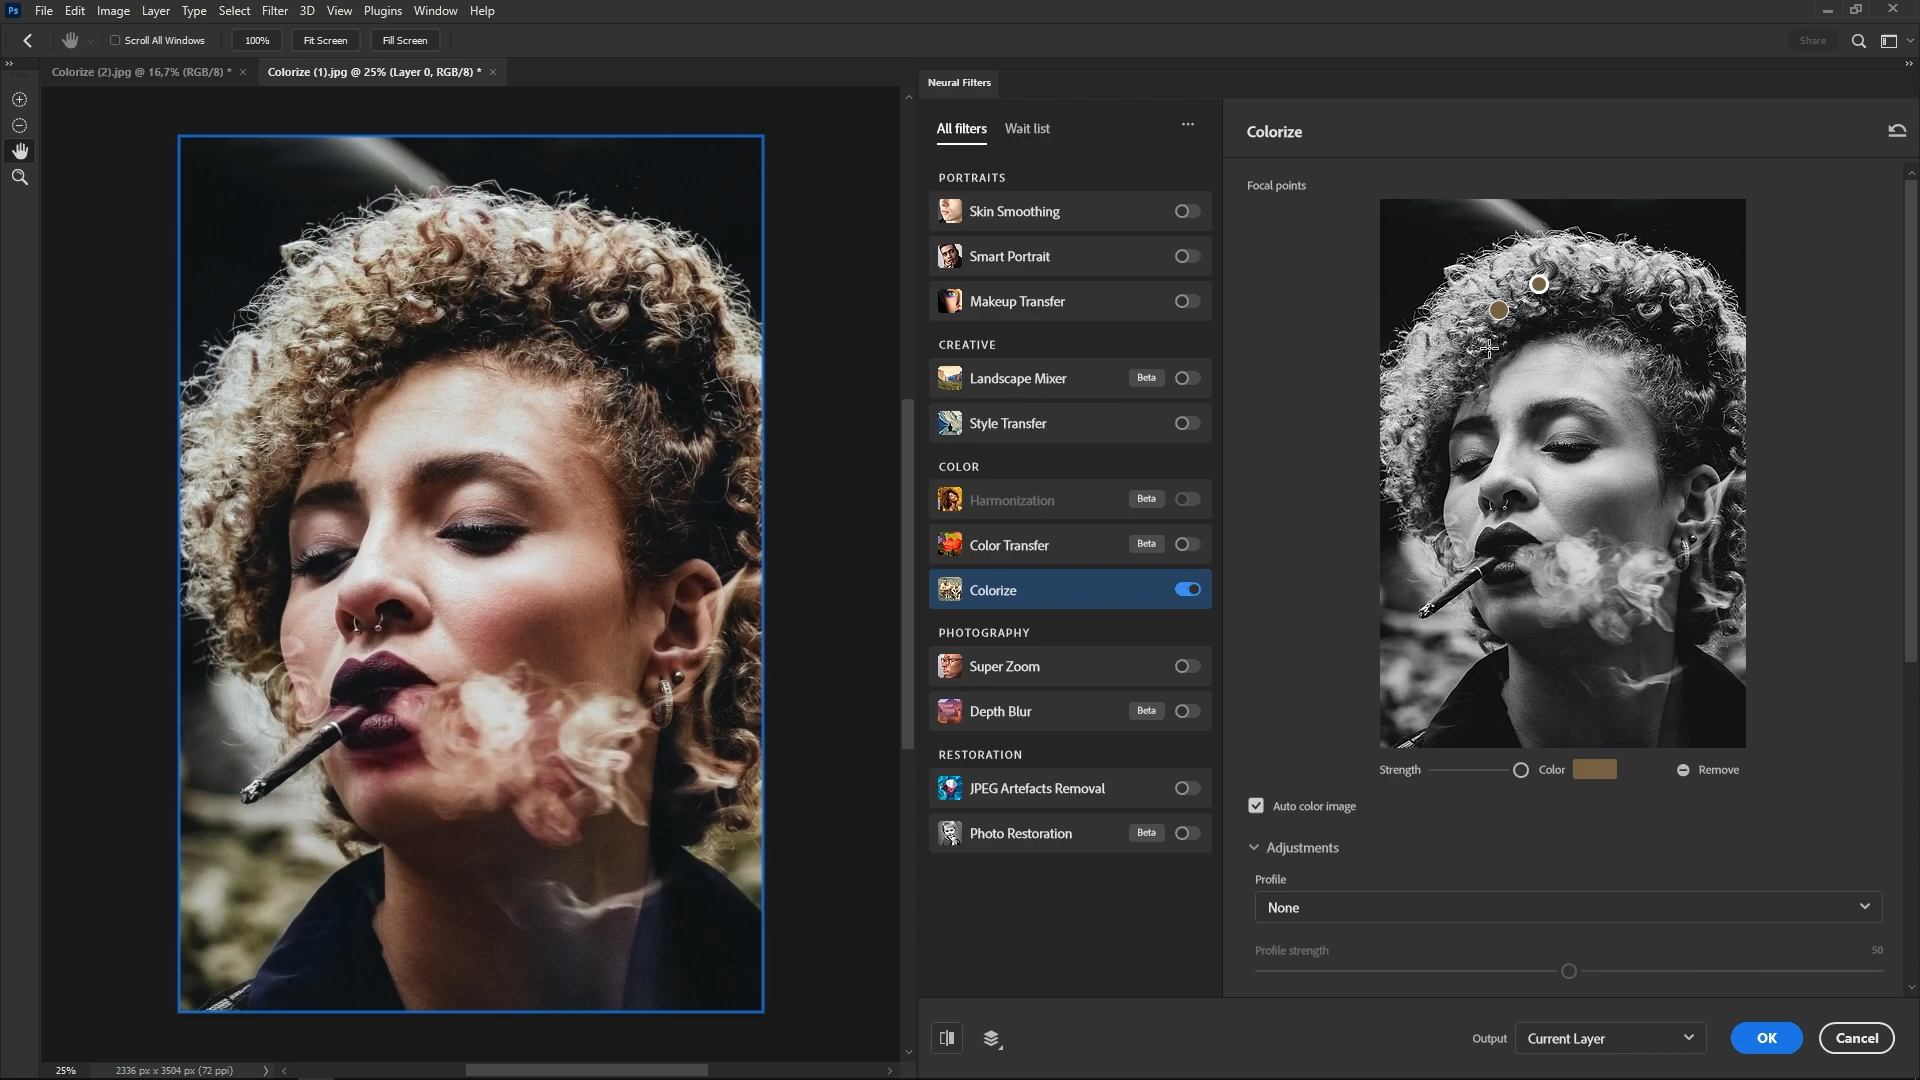 Ps File Edit Image Layer Type Select Filter 3D View Plugins Window Help
Scroll All Windows 100% Fit Screen Fill Screen Share
Colorize (2).jpg @ 16,7% (RGB/8) * Colorize (1).jpg @ 25% (Layer 0, RGB/8) *
Neural Filters
All filters Wait list
PORTRAITS
Skin Smoothing
Smart Portrait
Makeup Transfer
CREATIVE
Landscape Mixer Beta
Style Transfer
COLOR
Harmonization Beta
Color Transfer Beta
Colorize
PHOTOGRAPHY
Super Zoom
Depth Blur Beta
RESTORATION
JPEG Artefacts Removal
Photo Restoration Beta
Colorize
Focal points
Strength Color Remove
Auto color image
Adjustments
Profile
None
Profile strength 50
Output Current Layer OK Cancel
25% 2336 px x 3504 px (72 ppi)